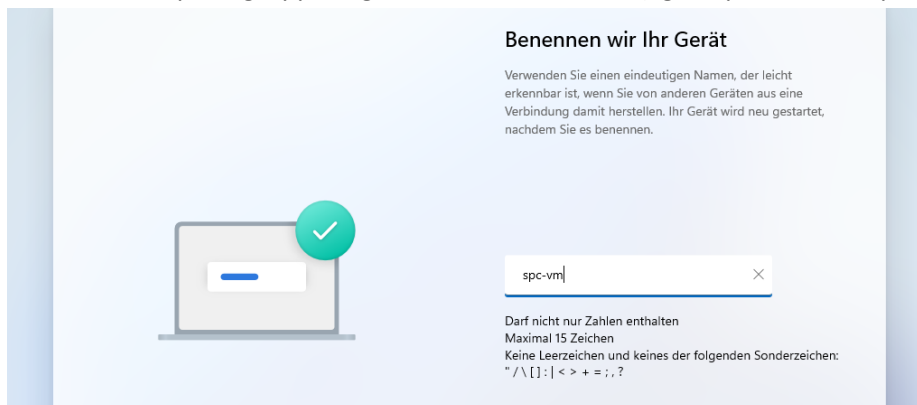 Benennen wir Ihr Gerät
Verwenden Sie einen eindeutigen Namen, der leicht
erkennbar ist, wenn Sie von anderen Geräten aus eine
Verbindung damit herstellen. Ihr Gerät wird neu gestartet,
nachdem Sie es benennen.
spc-vm
Darf nicht nur Zahlen enthalten
Maximal 15 Zeichen
Keine Leerzeichen und keines der folgenden Sonderzeichen:
" / \ [ ] : | < > + = ; , ?